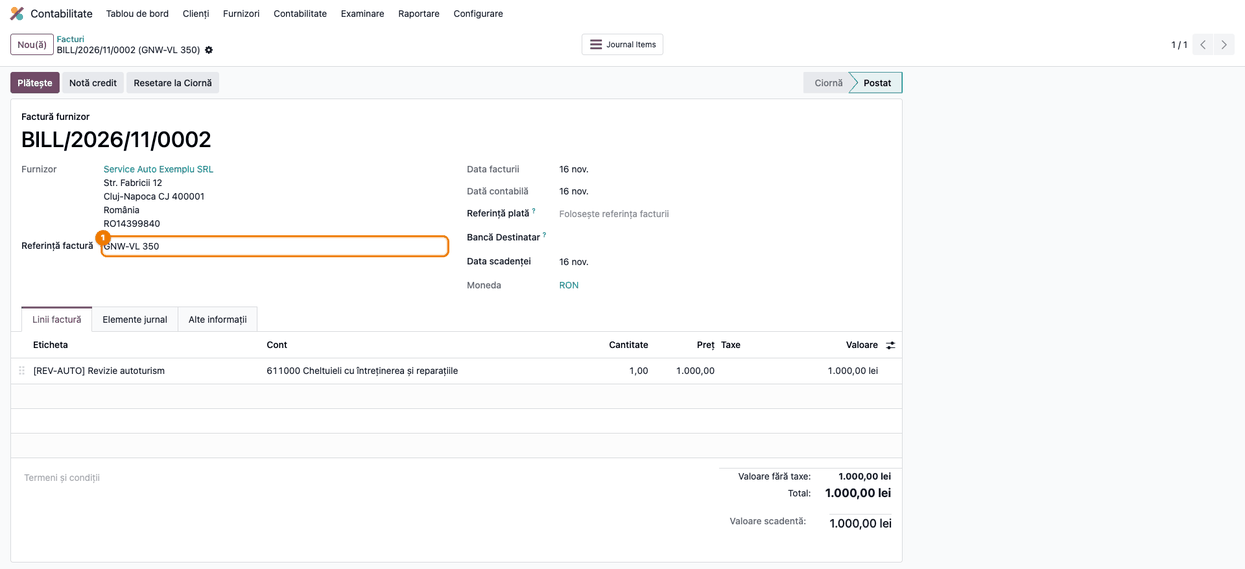 Contabilitate Tablou de bord Clienți Furnizori Contabilitate Examinare Raportare Configurare
Nou(ă)
Facturi
BILL/2026/11/0002 (GNW-VL 350)
Journal Items
1 / 1
Plătește Notă credit Resetare la Ciornă
Ciornă Postat
Factură furnizor
BILL/2026/11/0002
Furnizor Service Auto Exemplu SRL
Str. Fabricii 12
Cluj-Napoca CJ 400001
România
RO14399840
Referință factură GNW-VL 350
1
Data facturii 16 nov.
Dată contabilă 16 nov.
Referință plată ? Folosește referința facturii
Bancă Destinatar ?
Data scadenței 16 nov.
Moneda RON
Linii factură Elemente jurnal Alte informații
Eticheta Cont Cantitate Preț Taxe Valoare
[REV-AUTO] Revizie autoturism 611000 Cheltuieli cu întreținerea și reparațiile 1,00 1.000,00 1.000,00 lei
Termeni și condiții
Valoare fără taxe: 1.000,00 lei
Total: 1.000,00 lei
Valoare scadentă: 1.000,00 lei